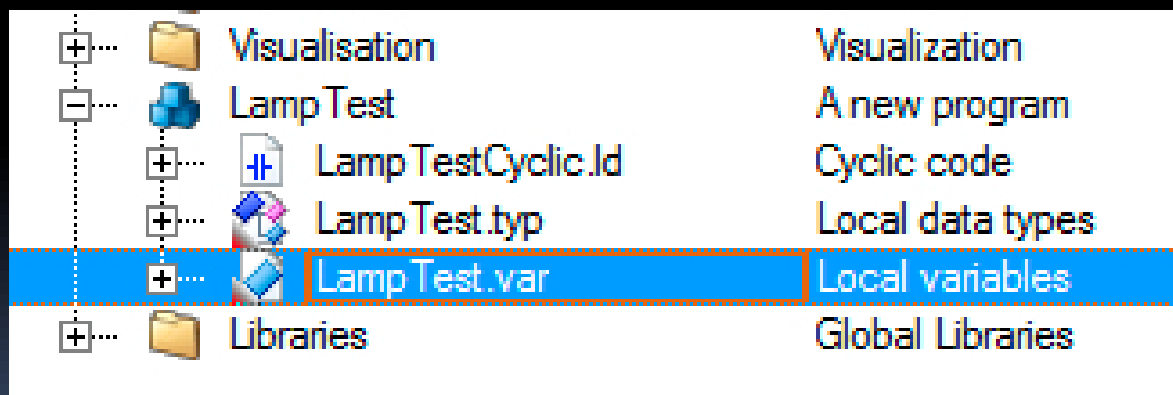 Visualisation Visualization
LampTest A new program
LampTestCyclic.ld Cyclic code
LampTest.typ Local data types
LampTest.var Local variables
Libraries Global Libraries